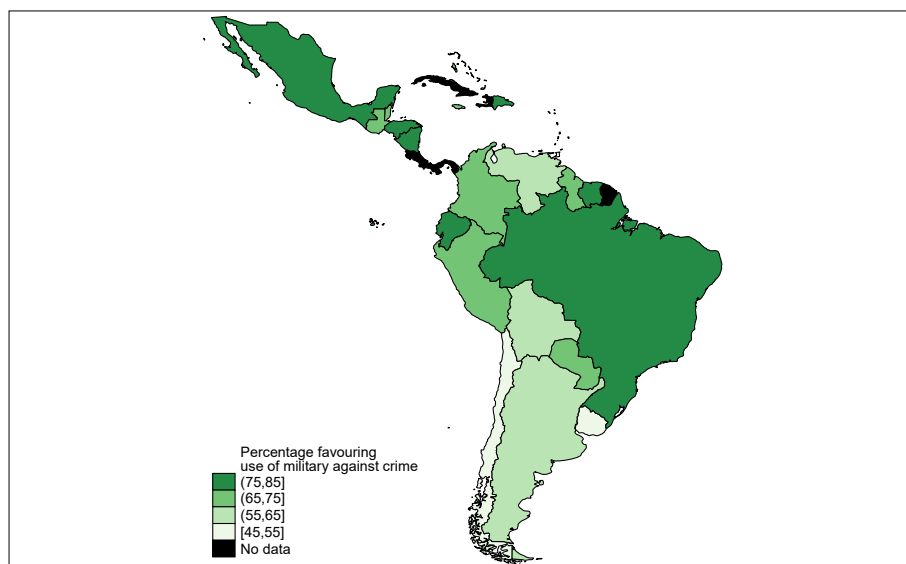 Percentage favouring
use of military against crime
(75,85]
(65,75]
(55,65]
[45,55]
No data